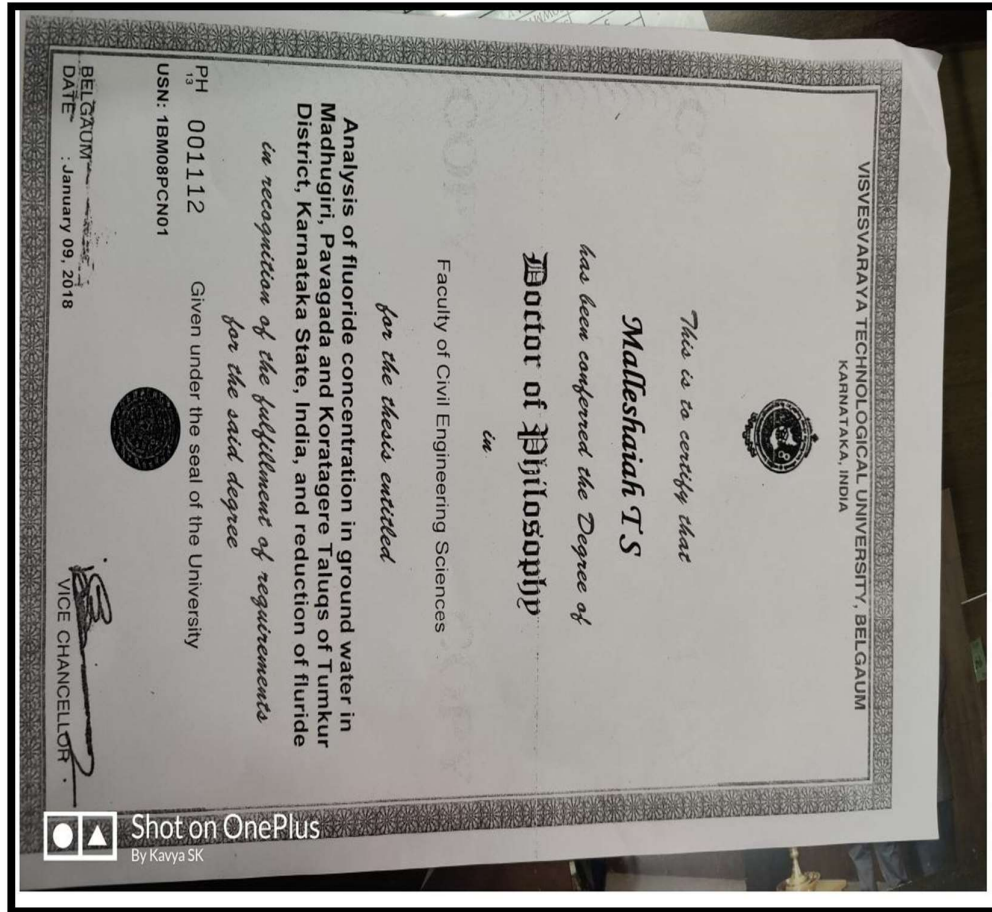 VISVESVARAYA TECHNOLOGICAL UNIVERSITY, BELGAUM
KARNATAKA, INDIA
This is to certify that
Malleshaiah T S
has been conferred the Degree of
Doctor of Philosophy
in
Faculty of Civil Engineering Sciences
for the thesis entitled
Analysis of fluoride concentration in ground water in
Madhugiri, Pavagada and Koratagere Taluqs of Tumkur
District, Karnataka State, India, and reduction of fluride
in recognition of the fulfillment of requirements
for the said degree
PH 13 001112 Given under the seal of the University
USN: 1BM08PCN01
BELGAUM
DATE : January 09, 2018
VICE CHANCELLOR
Shot on OnePlus
By Kavya SK